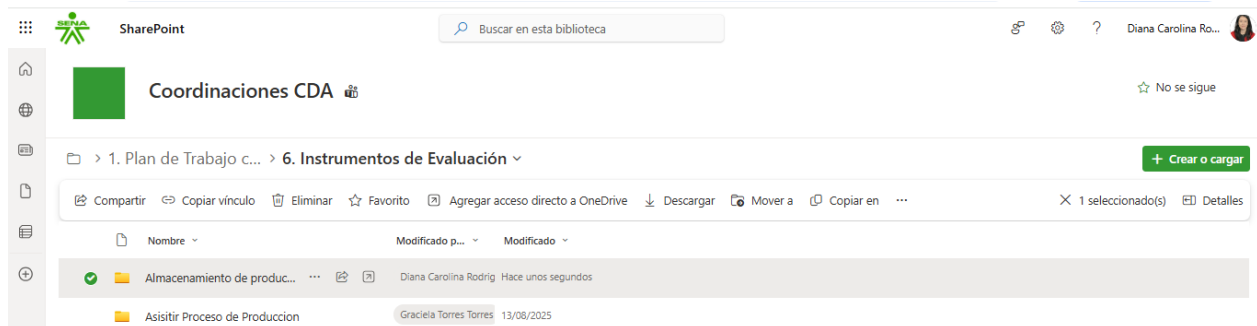 SENA
SharePoint
Buscar en esta biblioteca
?
Diana Carolina Ro...
Coordinaciones CDA
No se sigue
> 1. Plan de Trabajo c... > 6. Instrumentos de Evaluación
+ Crear o cargar
Compartir Copiar vínculo Eliminar Favorito Agregar acceso directo a OneDrive Descargar Mover a Copiar en ... 1 seleccionado(s) Detalles
Nombre Modificado p... Modificado
Almacenamiento de produc... ... Diana Carolina Rodrig Hace unos segundos
Asisitir Proceso de Produccion Graciela Torres Torres 13/08/2025